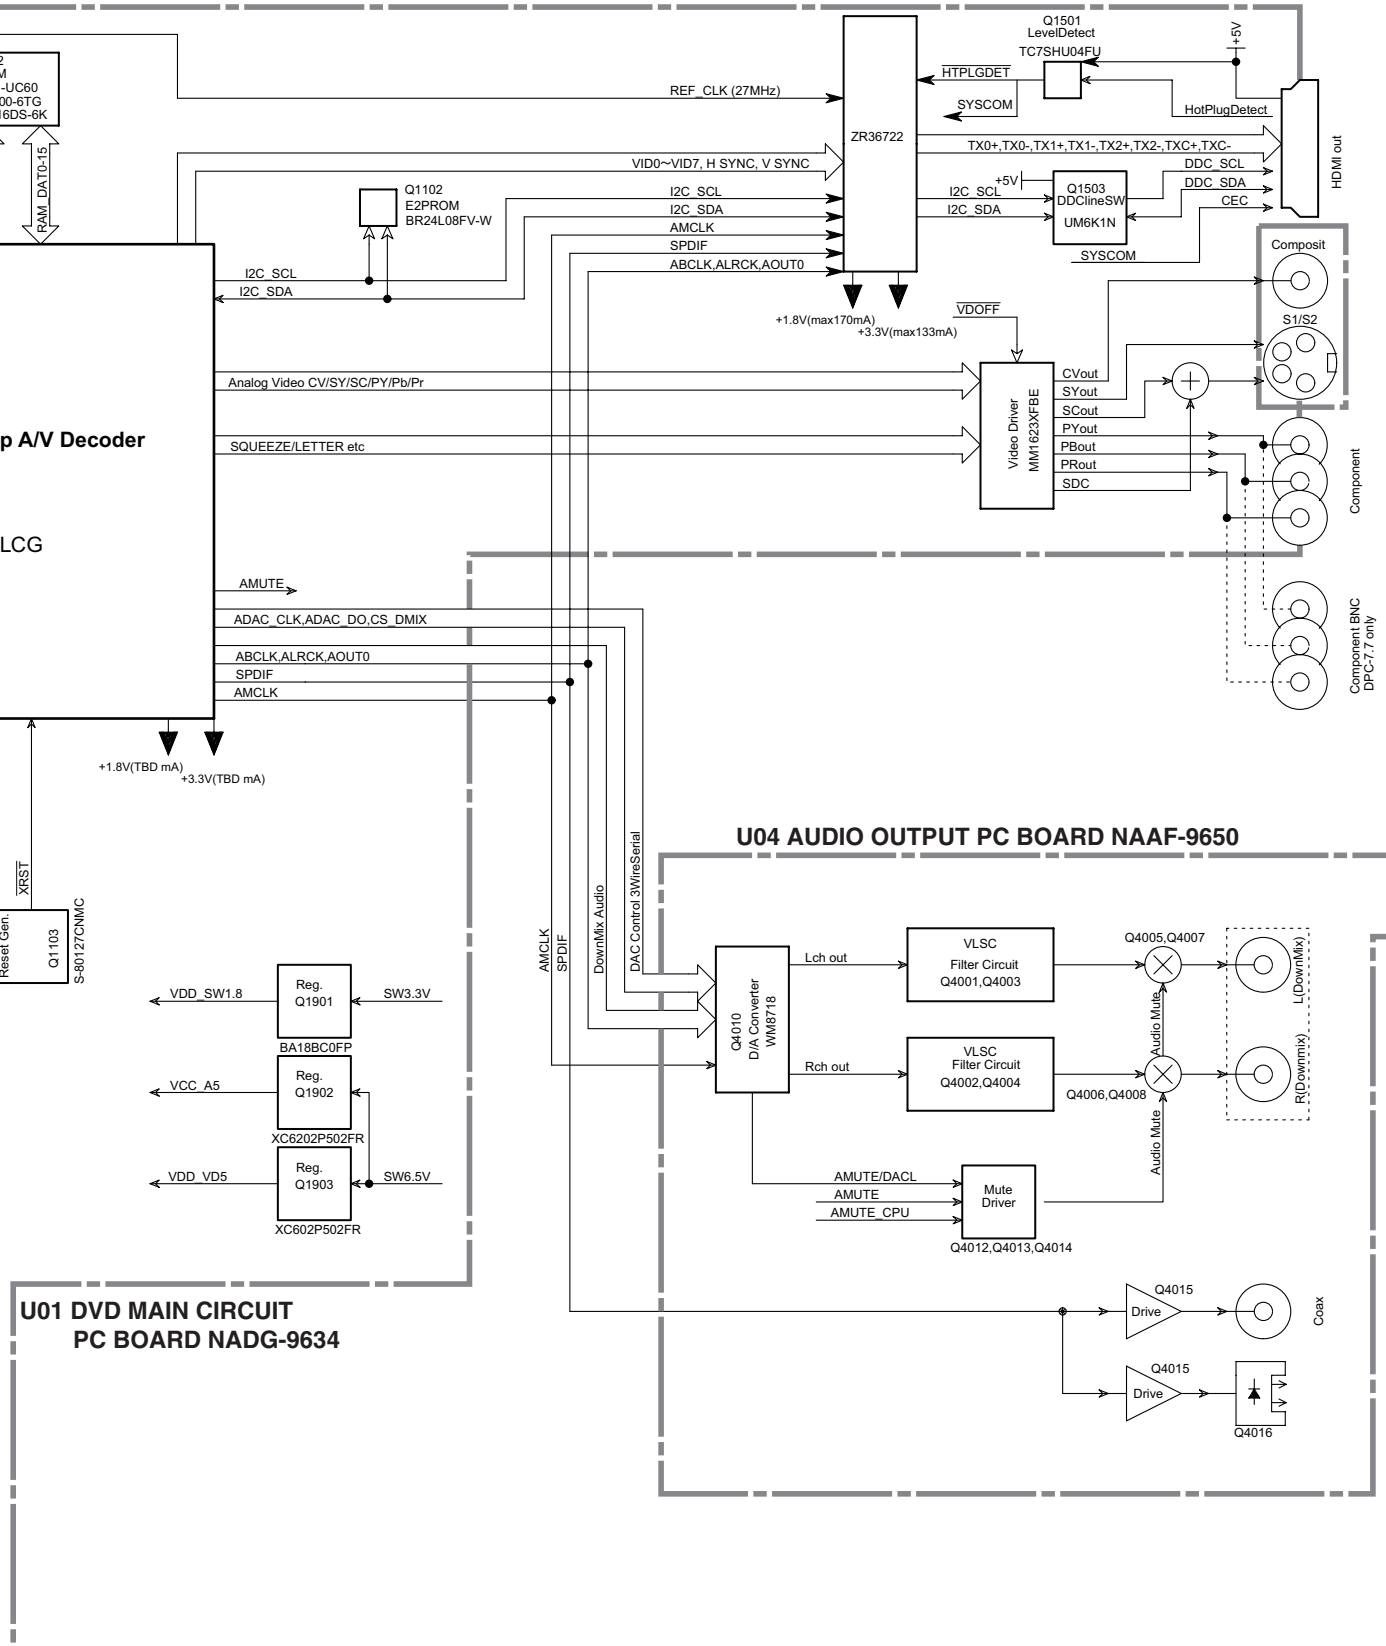 2
M
-UC60
00-6TG
16DS-6K
RAM_DAT0-15
REF_CLK (27MHz)
VID0~VID7, H SYNC, V SYNC
Q1102
E2PROM
BR24L08FV-W
I2C_SCL
I2C_SDA
AMCLK
SPDIF
ABCLK,ALRCK,AOUT0
I2C_SCL
I2C_SDA
ZR36722
+1.8V(max170mA)
+3.3V(max133mA)
Q1501
LevelDetect
TC7SHU04FU
HTPLGDET
SYSCOM
+5V
HotPlugDetect
TX0+,TX0-,TX1+,TX1-,TX2+,TX2-,TXC+,TXC-
HDMI out
I2C_SCL
I2C_SDA
+5V
Q1503
DDClineSW
UM6K1N
DDC_SCL
DDC_SDA
CEC
SYSCOM
Composit
S1/S2
VDOFF
Analog Video CV/SY/SC/PY/Pb/Pr
SQUEEZE/LETTER etc
Video Driver
MM1623XFBE
CVout
SYout
SCout
PYout
PBout
PRout
SDC
Component
Component BNC
DPC-7.7 only
p A/V Decoder
LCG
AMUTE
ADAC_CLK,ADAC_DO,CS_DMIX
ABCLK,ALRCK,AOUT0
SPDIF
AMCLK
+1.8V(TBD mA)
+3.3V(TBD mA)
XRST
Reset Gen.
Q1103
S-80127CNMC
VDD_SW1.8
Reg.
Q1901
SW3.3V
BA18BC0FP
VCC_A5
Reg.
Q1902
XC6202P502FR
VDD_VD5
Reg.
Q1903
SW6.5V
XC602P502FR
U01 DVD MAIN CIRCUIT
PC BOARD NADG-9634
AMCLK
SPDIF
DownMix Audio
DAC Control 3WireSerial
U04 AUDIO OUTPUT PC BOARD NAAF-9650
Q4010
D/A Converter
WM8718
Lch out
VLSC
Filter Circuit
Q4001,Q4003
Q4005,Q4007
L(DownMix)
Audio Mute
Rch out
VLSC
Filter Circuit
Q4002,Q4004
Q4006,Q4008
R(Downmix)
Audio Mute
AMUTE/DACL
AMUTE
AMUTE_CPU
Mute
Driver
Q4012,Q4013,Q4014
Q4015
Drive
Coax
Q4015
Drive
Q4016